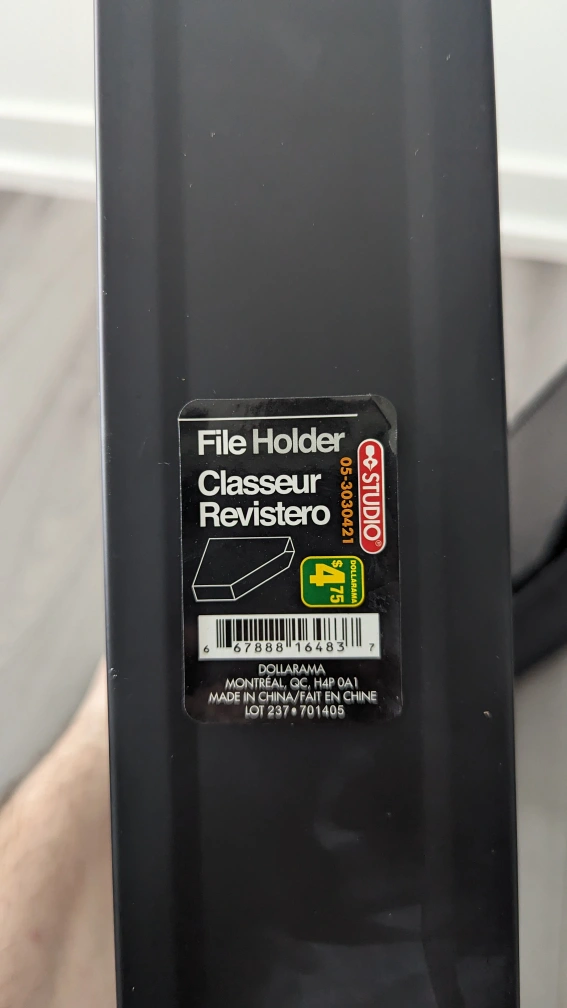 File Holder
Classeur
Revistero
STUDIO®
05-3030421
DOLLARAMA
$4.75
6 67888 16483 7
DOLLARAMA
MONTRÉAL, QC, H4P 0A1
MADE IN CHINA/FAIT EN CHINE
LOT 237•701405